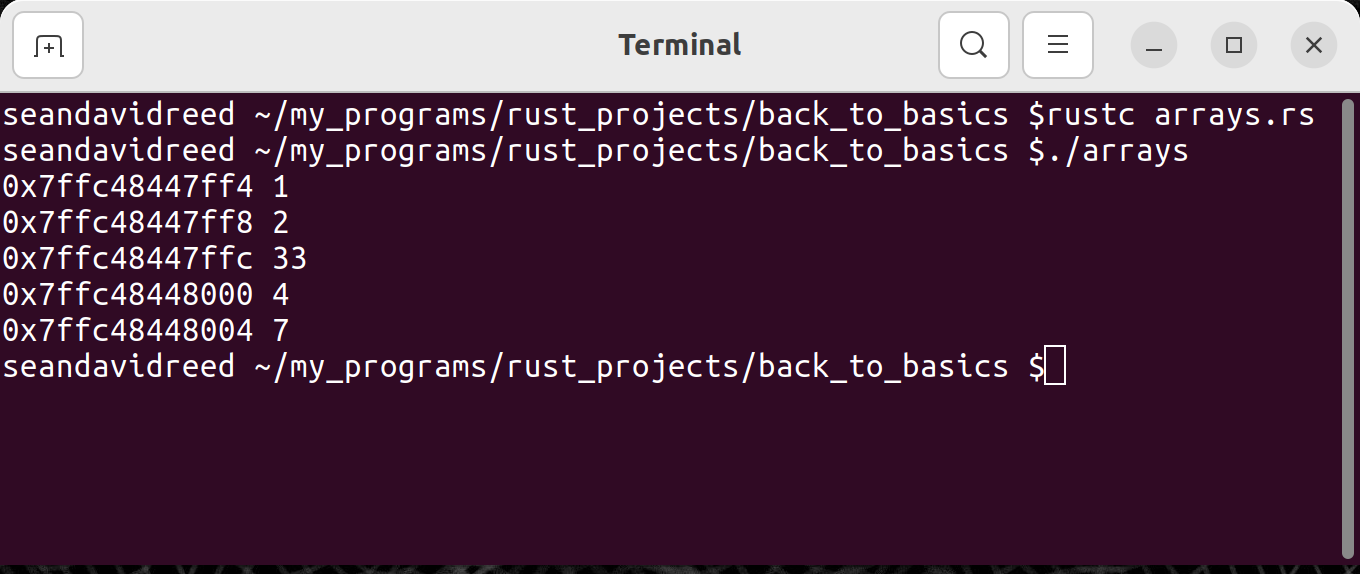 Terminal
seandavidreed ~/my_programs/rust_projects/back_to_basics $rustc arrays.rs
seandavidreed ~/my_programs/rust_projects/back_to_basics $./arrays
0x7ffc48447ff4 1
0x7ffc48447ff8 2
0x7ffc48447ffc 33
0x7ffc48448000 4
0x7ffc48448004 7
seandavidreed ~/my_programs/rust_projects/back_to_basics $